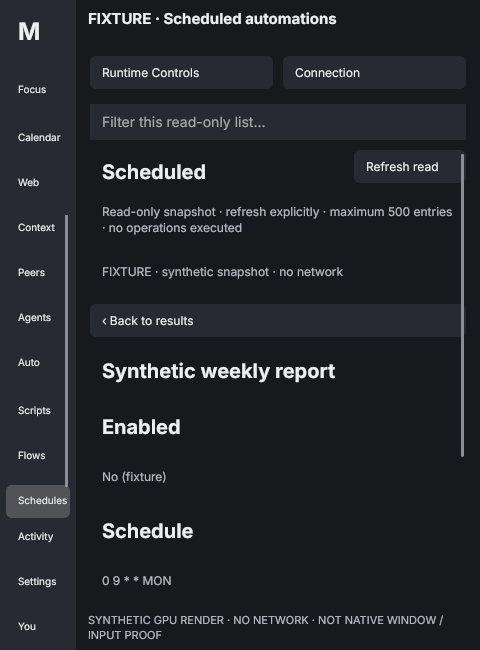 M
Focus
Calendar
Web
Context
Peers
Agents
Auto
Scripts
Flows
Schedules
Activity
Settings
You
FIXTURE · Scheduled automations
Runtime Controls
Connection
Filter this read-only list...
Scheduled
Refresh read
Read-only snapshot · refresh explicitly · maximum 500 entries
· no operations executed
FIXTURE · synthetic snapshot · no network
‹ Back to results
Synthetic weekly report
Enabled
No (fixture)
Schedule
0 9 * * MON
SYNTHETIC GPU RENDER · NO NETWORK · NOT NATIVE WINDOW /
INPUT PROOF